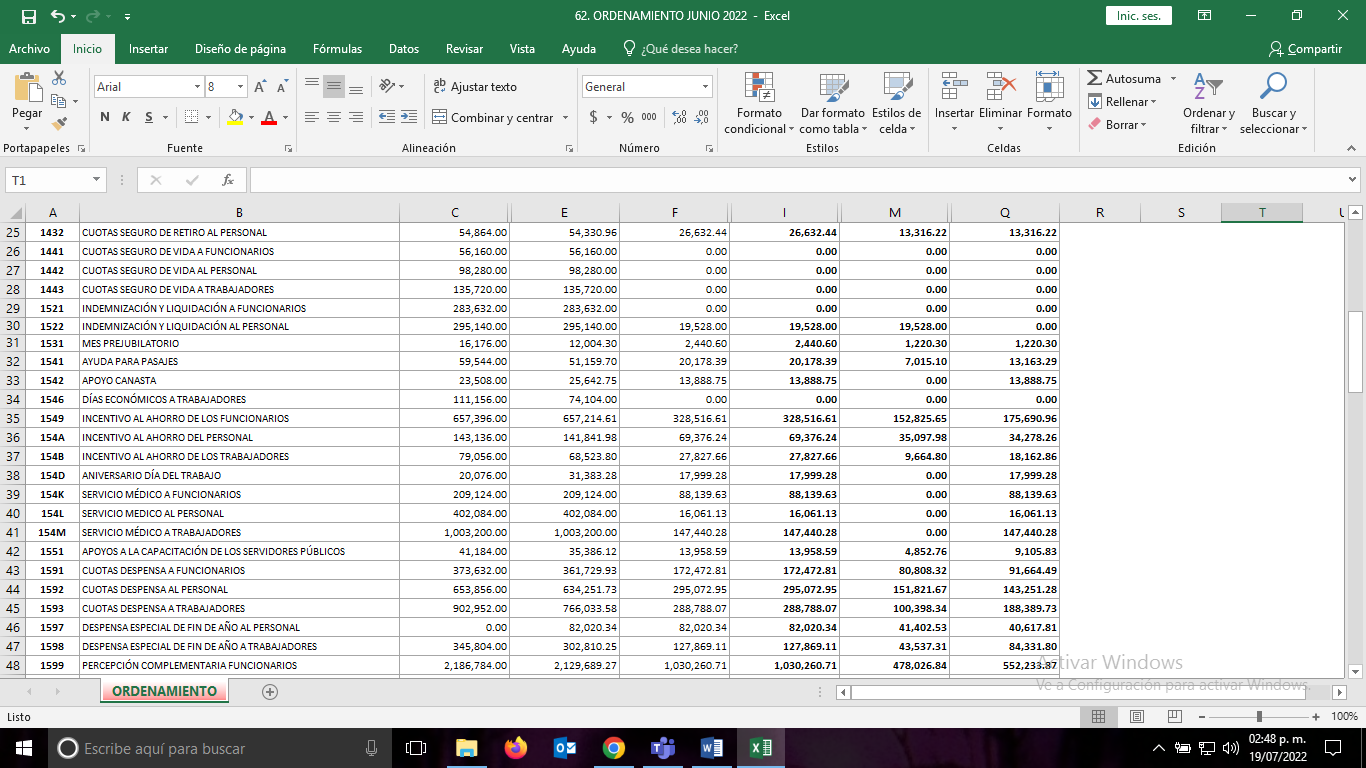 62. ORDENAMIENTO JUNIO 2022 - Excel
Inic. ses.
Archivo Inicio Insertar Diseño de página Fórmulas Datos Revisar Vista Ayuda ¿Qué desea hacer? Compartir
Arial 8 Ajustar texto General Autosuma
Pegar Rellenar
N K S Combinar y centrar $ % 000 Borrar
Formato condicional Dar formato como tabla Estilos de celda Insertar Eliminar Formato Ordenar y filtrar Buscar y seleccionar
Portapapeles Fuente Alineación Número Estilos Celdas Edición
T1 fx
A B C E F I M Q R S T U
25 1432 CUOTAS SEGURO DE RETIRO AL PERSONAL 54,864.00 54,330.96 26,632.44 26,632.44 13,316.22 13,316.22
26 1441 CUOTAS SEGURO DE VIDA A FUNCIONARIOS 56,160.00 56,160.00 0.00 0.00 0.00 0.00
27 1442 CUOTAS SEGURO DE VIDA AL PERSONAL 98,280.00 98,280.00 0.00 0.00 0.00 0.00
28 1443 CUOTAS SEGURO DE VIDA A TRABAJADORES 135,720.00 135,720.00 0.00 0.00 0.00 0.00
29 1521 INDEMNIZACIÓN Y LIQUIDACIÓN A FUNCIONARIOS 283,632.00 283,632.00 0.00 0.00 0.00 0.00
30 1522 INDEMNIZACIÓN Y LIQUIDACIÓN AL PERSONAL 295,140.00 295,140.00 19,528.00 19,528.00 19,528.00 0.00
31 1531 MES PREJUBILATORIO 16,176.00 12,004.30 2,440.60 2,440.60 1,220.30 1,220.30
32 1541 AYUDA PARA PASAJES 59,544.00 51,159.70 20,178.39 20,178.39 7,015.10 13,163.29
33 1542 APOYO CANASTA 23,508.00 25,642.75 13,888.75 13,888.75 0.00 13,888.75
34 1546 DÍAS ECONÓMICOS A TRABAJADORES 111,156.00 74,104.00 0.00 0.00 0.00 0.00
35 1549 INCENTIVO AL AHORRO DE LOS FUNCIONARIOS 657,396.00 657,214.61 328,516.61 328,516.61 152,825.65 175,690.96
36 154A INCENTIVO AL AHORRO DEL PERSONAL 143,136.00 141,841.98 69,376.24 69,376.24 35,097.98 34,278.26
37 154B INCENTIVO AL AHORRO DE LOS TRABAJADORES 79,056.00 68,523.80 27,827.66 27,827.66 9,664.80 18,162.86
38 154D ANIVERSARIO DÍA DEL TRABAJO 20,076.00 31,383.28 17,999.28 17,999.28 0.00 17,999.28
39 154K SERVICIO MÉDICO A FUNCIONARIOS 209,124.00 209,124.00 88,139.63 88,139.63 0.00 88,139.63
40 154L SERVICIO MEDICO AL PERSONAL 402,084.00 402,084.00 16,061.13 16,061.13 0.00 16,061.13
41 154M SERVICIO MÉDICO A TRABAJADORES 1,003,200.00 1,003,200.00 147,440.28 147,440.28 0.00 147,440.28
42 1551 APOYOS A LA CAPACITACIÓN DE LOS SERVIDORES PÚBLICOS 41,184.00 35,386.12 13,958.59 13,958.59 4,852.76 9,105.83
43 1591 CUOTAS DESPENSA A FUNCIONARIOS 373,632.00 361,729.93 172,472.81 172,472.81 80,808.32 91,664.49
44 1592 CUOTAS DESPENSA AL PERSONAL 653,856.00 634,251.73 295,072.95 295,072.95 151,821.67 143,251.28
45 1593 CUOTAS DESPENSA A TRABAJADORES 902,952.00 766,033.58 288,788.07 288,788.07 100,398.34 188,389.73
46 1597 DESPENSA ESPECIAL DE FIN DE AÑO AL PERSONAL 0.00 82,020.34 82,020.34 82,020.34 41,402.53 40,617.81
47 1598 DESPENSA ESPECIAL DE FIN DE AÑO A TRABAJADORES 345,804.00 302,810.25 127,869.11 127,869.11 43,537.31 84,331.80
48 1599 PERCEPCIÓN COMPLEMENTARIA FUNCIONARIOS 2,186,784.00 2,129,689.27 1,030,260.71 1,030,260.71 478,026.84 552,233.87
Activar Windows
Ve a Configuración para activar Windows.
ORDENAMIENTO
Listo 100%
Escribe aquí para buscar
02:48 p. m.
19/07/2022